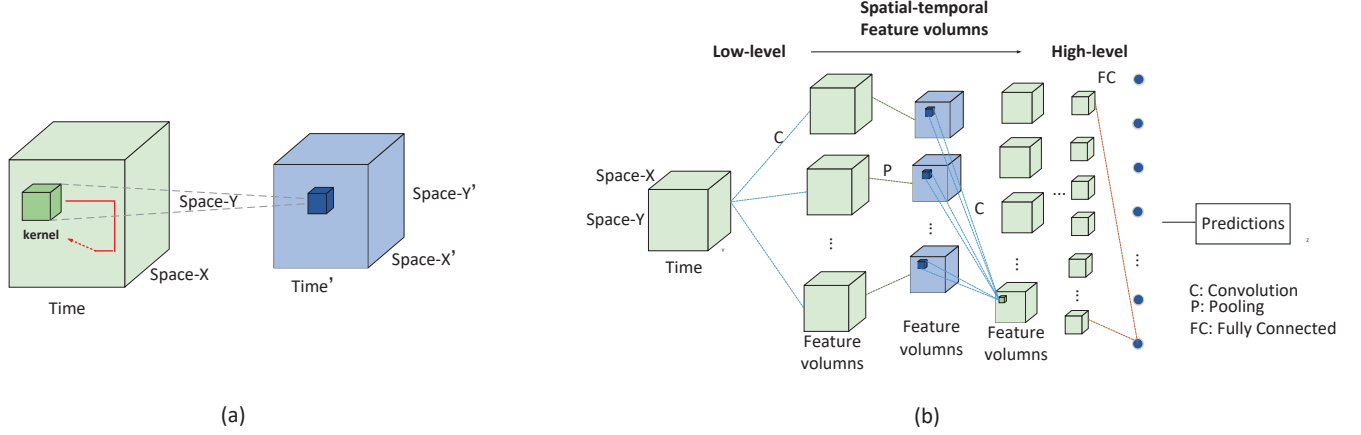 Space-Y
kernel
Space-X
Time
Space-Y'
Space-X'
Time'
(a)
Spatial-temporal
Feature volumns
Low-level
High-level
FC
C
P
C
Space-X
Space-Y
Time
Y
...
⋮
⋮
⋮
⋮
⋮
Feature
volumns
Feature
volumns
Feature
volumns
Predictions
z
C: Convolution
P: Pooling
FC: Fully Connected
(b)